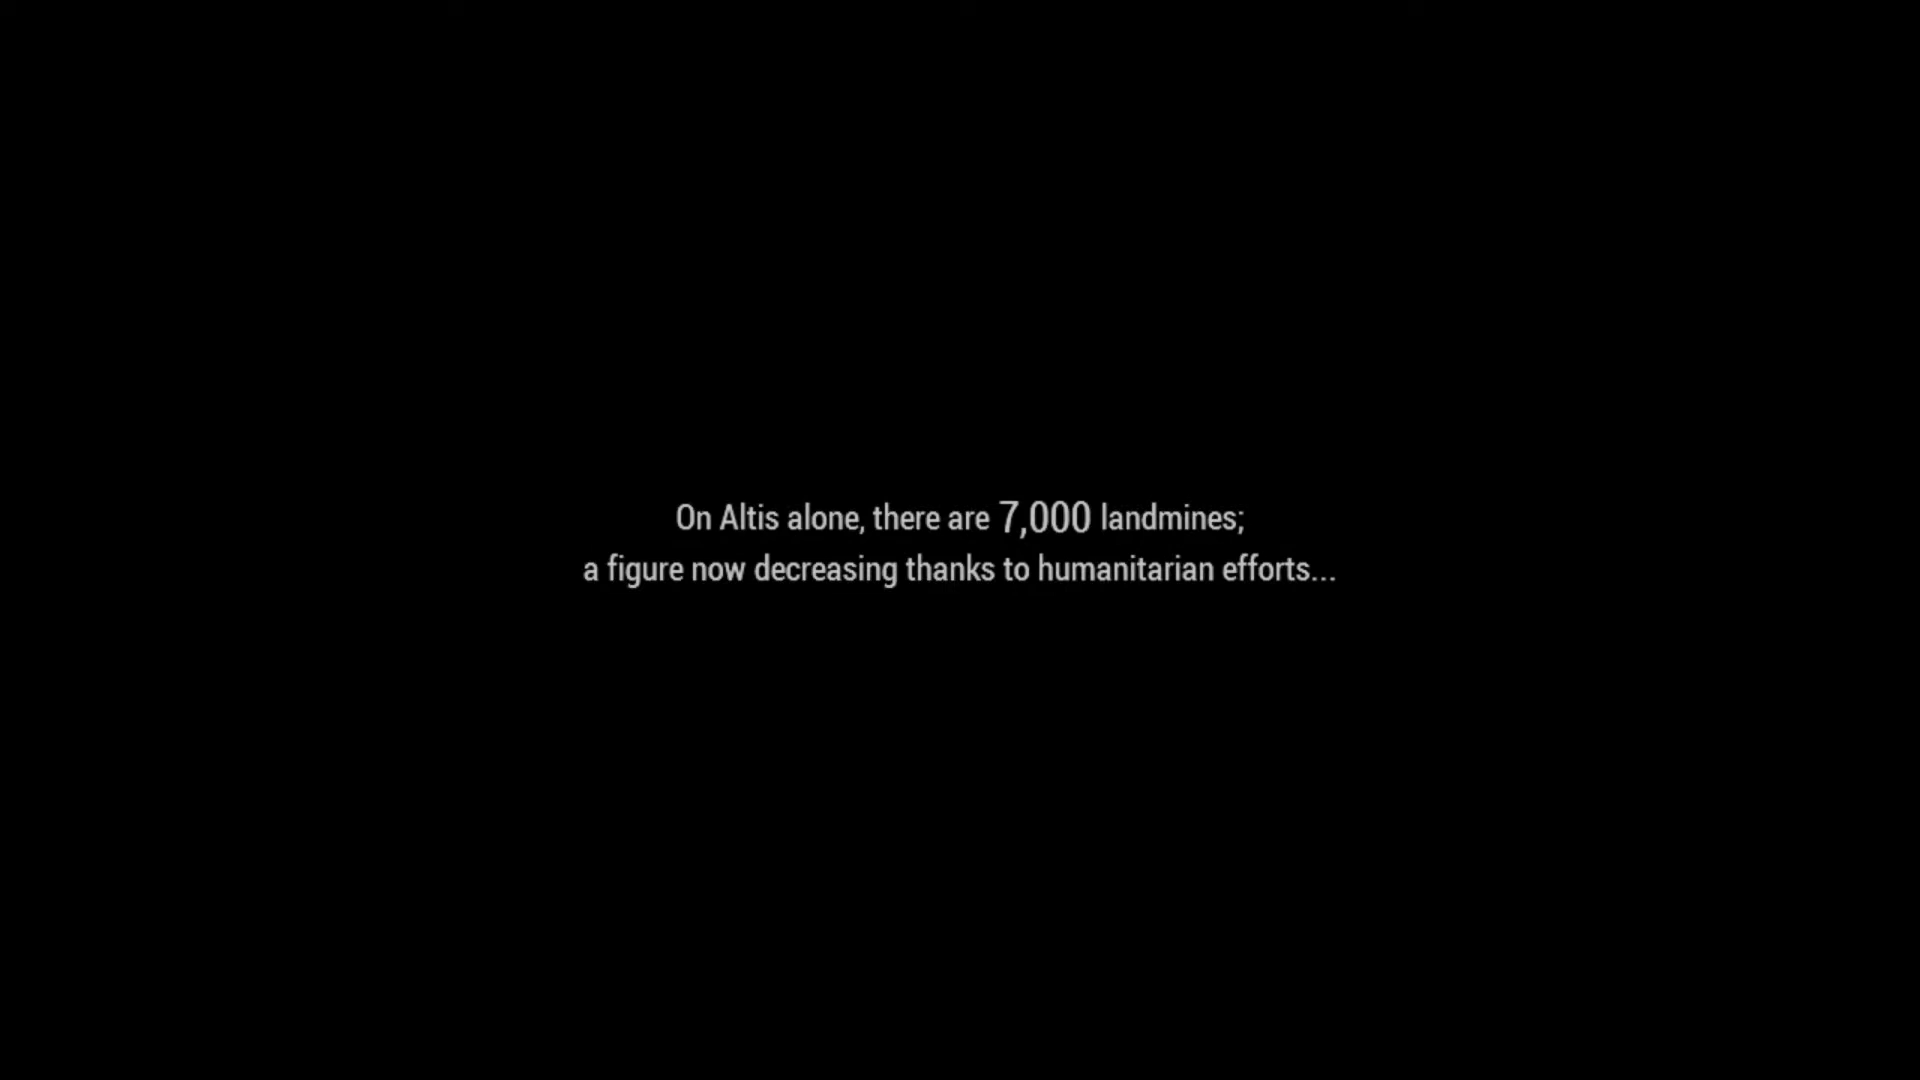 On Altis alone, there are 7,000 landmines;
a figure now decreasing thanks to humanitarian efforts...